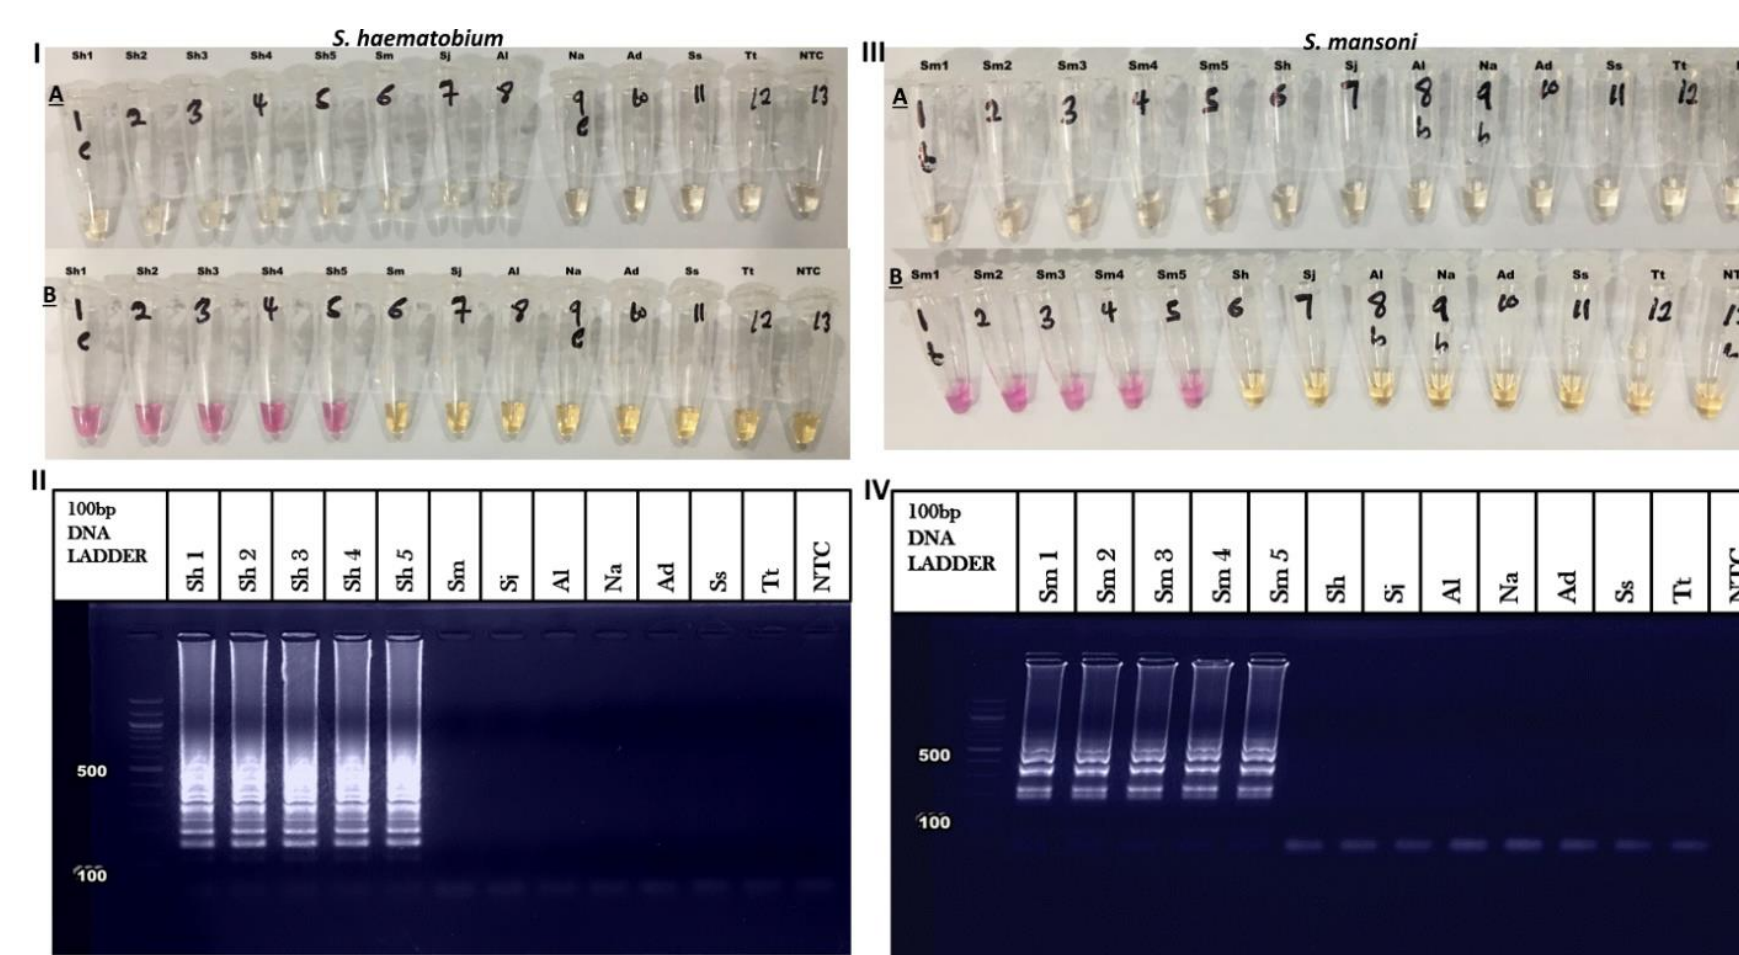 S. haematobium
I
Sh1 Sh2 Sh3 Sh4 Sh5 Sm Sj Al Na Ad Ss Tt NTC
A
1 2 3 4 5 6 7 8 9 10 11 12 13
e e
Sh1 Sh2 Sh3 Sh4 Sh5 Sm Sj Al Na Ad Ss Tt NTC
B
1 2 3 4 5 6 7 8 9 10 11 12 13
e e
II
100bp
DNA
LADDER
Sh 1 Sh 2 Sh 3 Sh 4 Sh 5 Sm Sj Al Na Ad Ss Tt NTC
500
100
S. mansoni
III
Sm1 Sm2 Sm3 Sm4 Sm5 Sh Sj Al Na Ad Ss Tt
A
1 2 3 4 5 6 7 8 9 10 11 12
b b b
B
Sm1 Sm2 Sm3 Sm4 Sm5 Sh Sj Al Na Ad Ss Tt NT
1 2 3 4 5 6 7 8 9 10 11 12
b b
IV
100bp
DNA
LADDER
Sm 1 Sm 2 Sm 3 Sm 4 Sm 5 Sh Sj Al Na Ad Ss Tt NTC
500
100